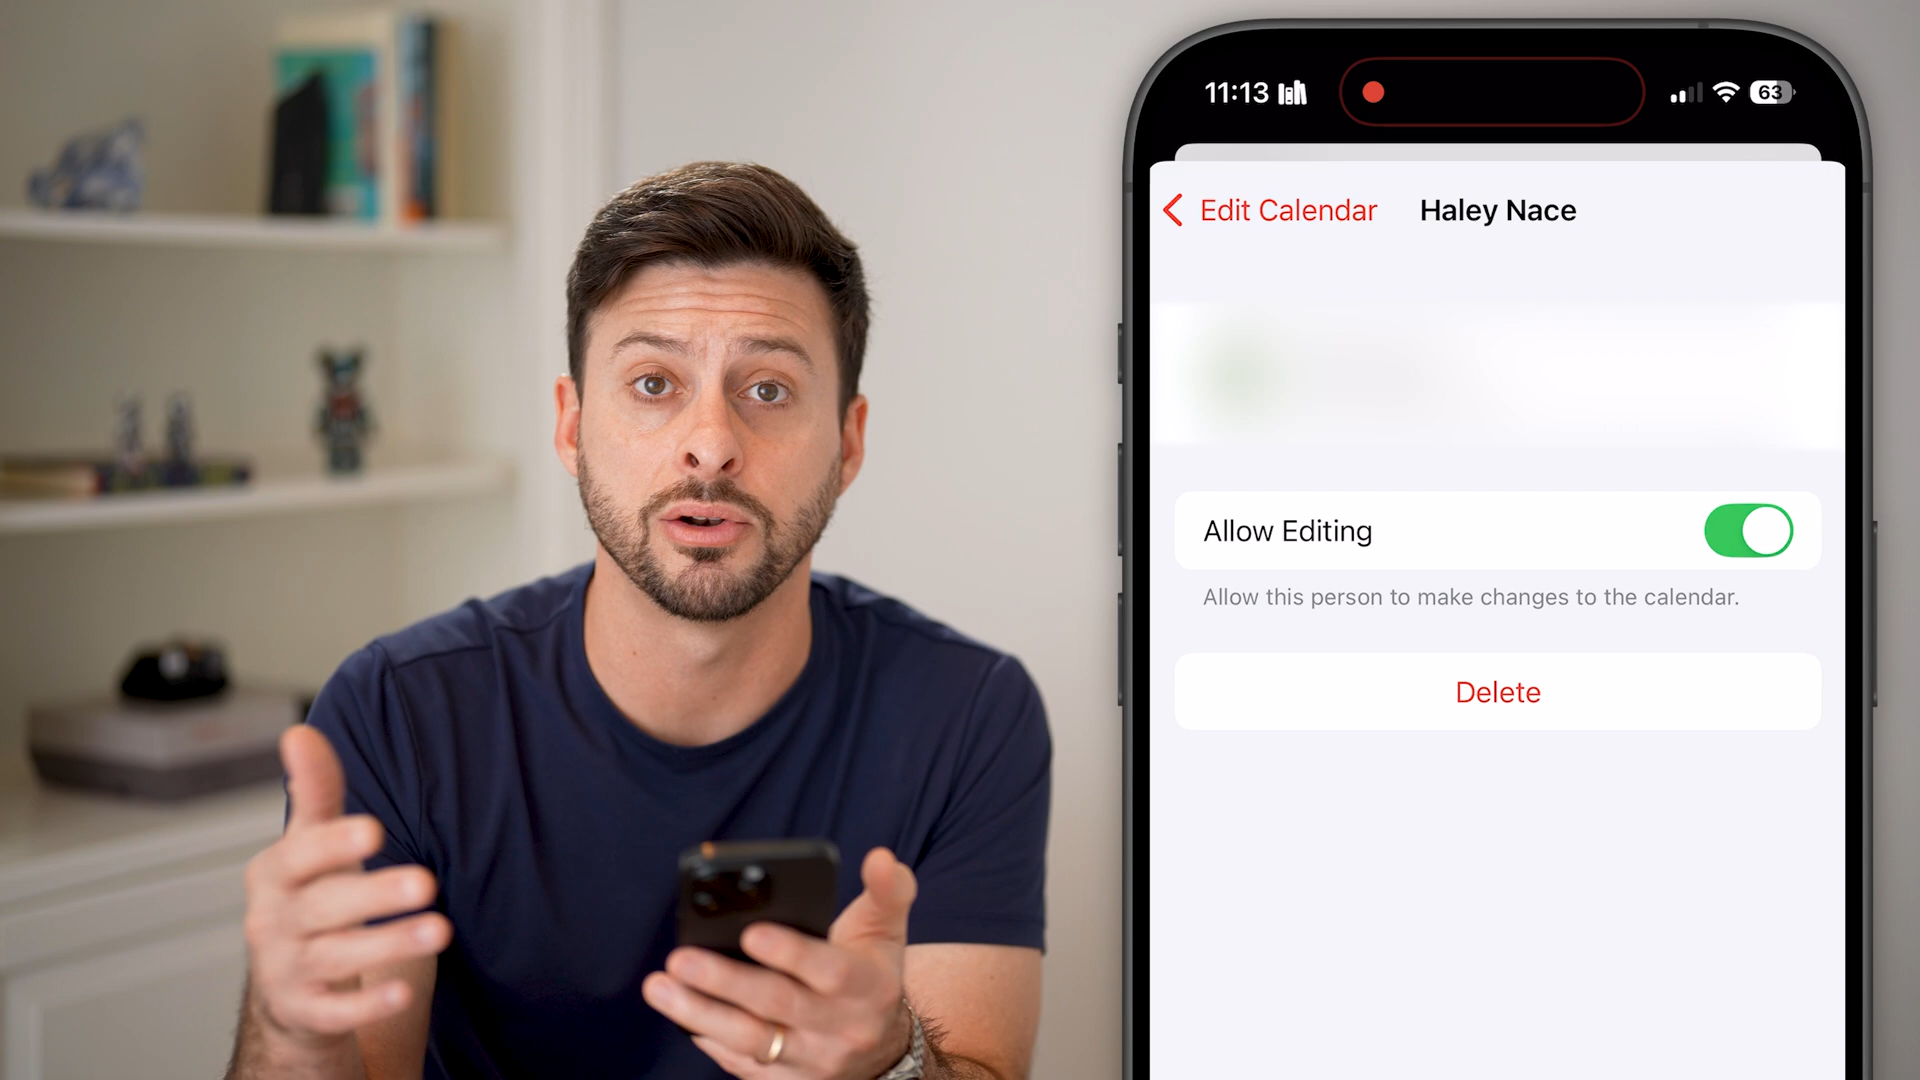 11:13
63
Edit Calendar
Haley Nace
Allow Editing
Allow this person to make changes to the calendar.
Delete